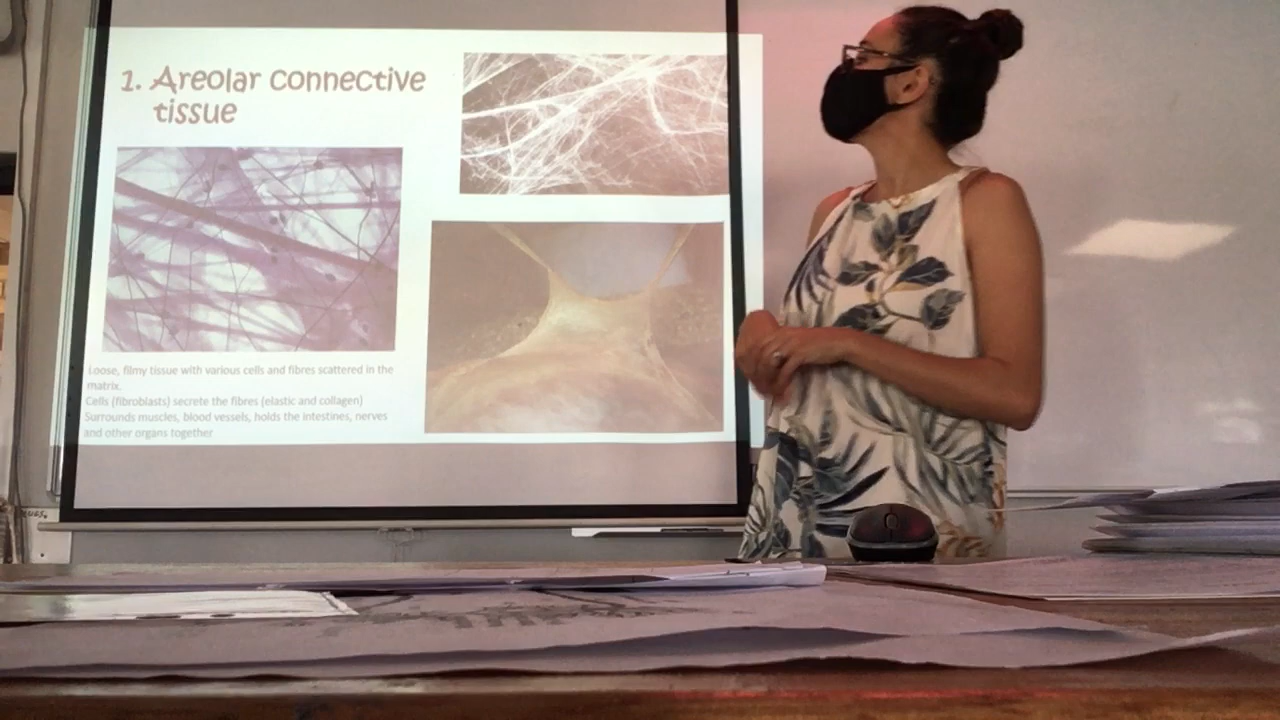 1. Areolar connective
tissue
Loose, filmy tissue with various cells and fibres scattered in the
matrix.
Cells (fibroblasts) secrete the fibres (elastic and collagen)
Surrounds muscles, blood vessels, holds the intestines, nerves
and other organs together